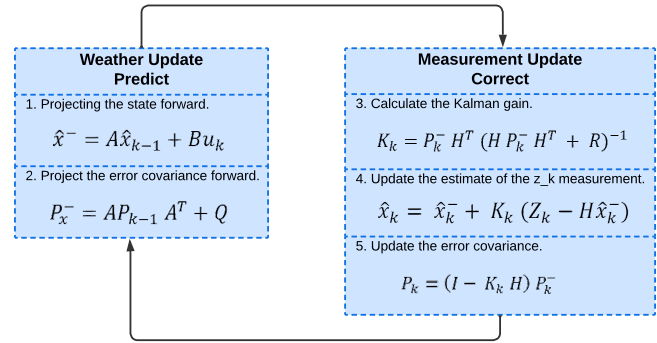 Weather Update
Predict
1. Projecting the state forward.
x̂⁻ = Ax̂ₖ₋₁ + Buₖ
2. Project the error covariance forward.
Pₓ⁻ = APₖ₋₁ Aᵀ + Q
Measurement Update
Correct
3. Calculate the Kalman gain.
Kₖ = Pₖ⁻ Hᵀ (H Pₖ⁻ Hᵀ + R)⁻¹
4. Update the estimate of the z_k measurement.
x̂ₖ = x̂ₖ⁻ + Kₖ (Zₖ − Hx̂ₖ⁻)
5. Update the error covariance.
Pₖ = (I − Kₖ H) Pₖ⁻